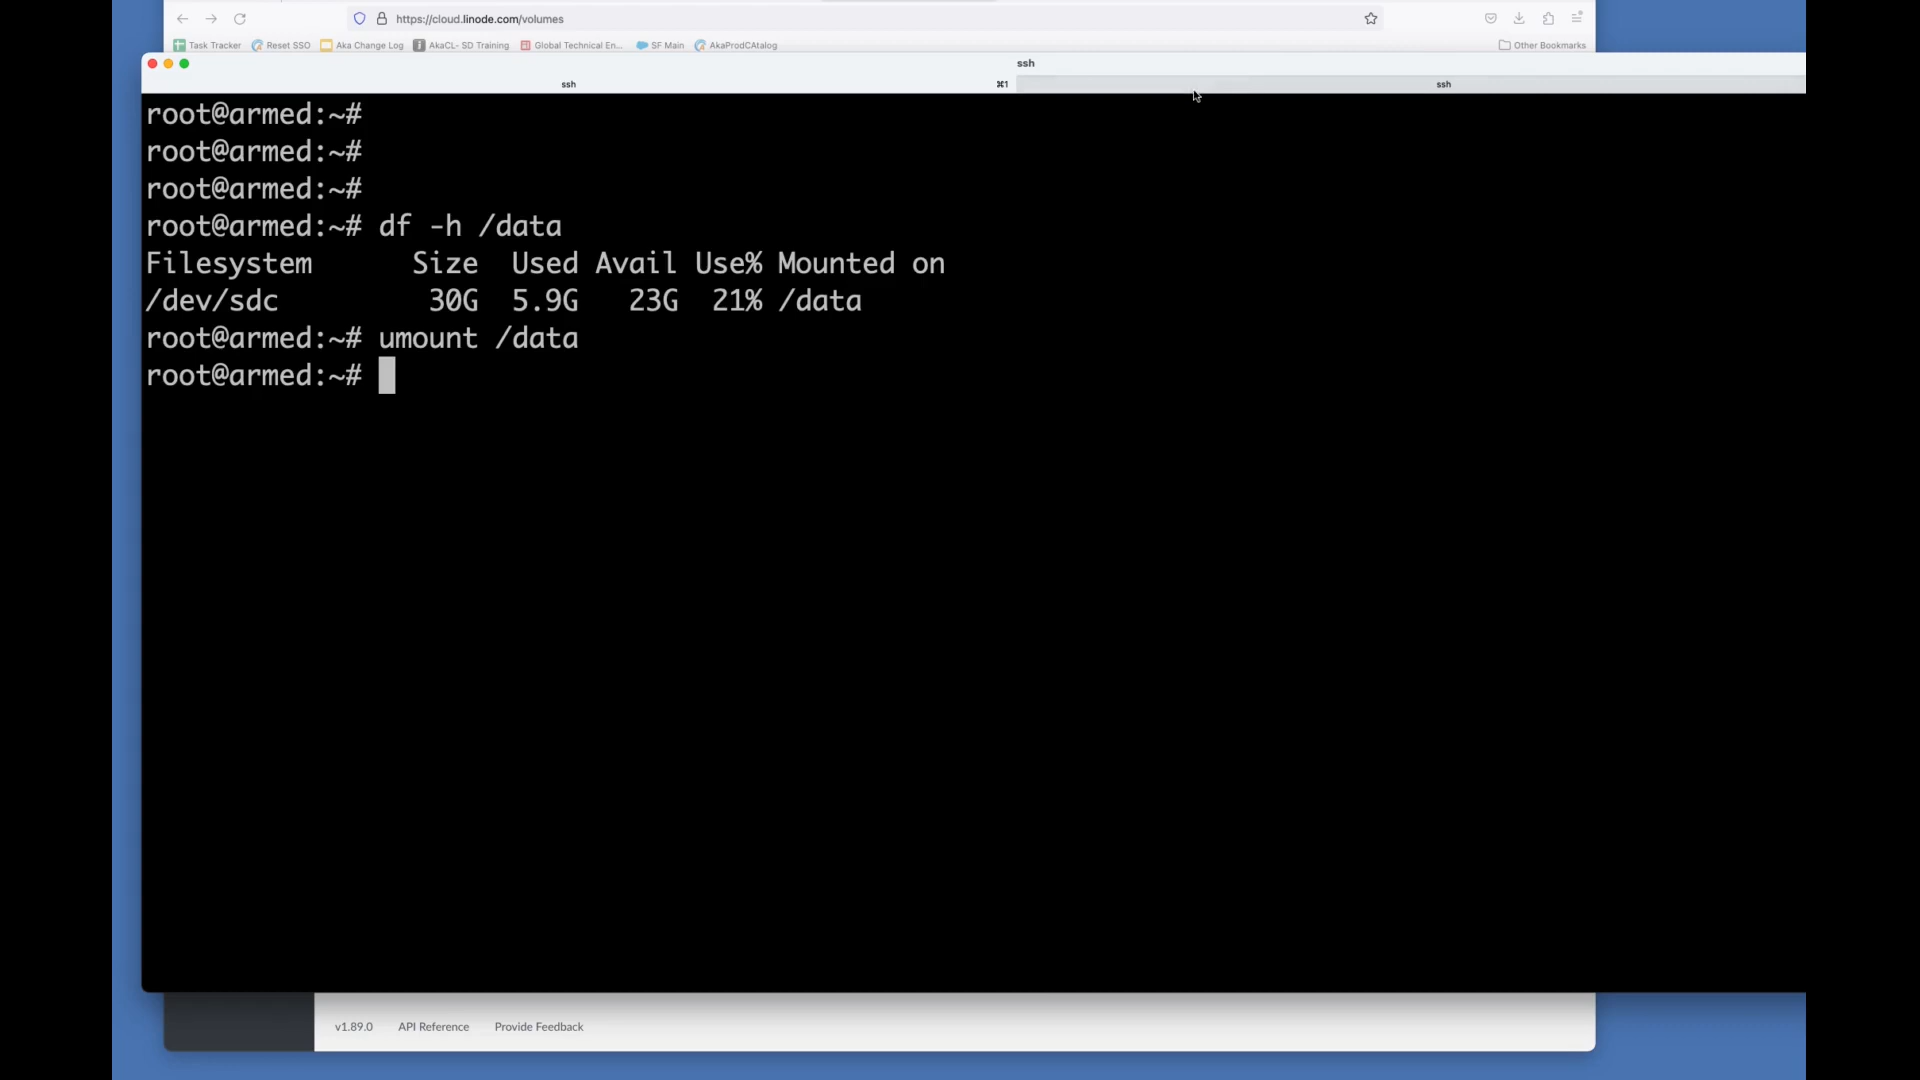 https://cloud.linode.com/volumes
Task Tracker Reset SSO Aka Change Log AkaCL- SD Training Global Technical En... SF Main AkaProdCAtalog Other Bookmarks
ssh
ssh ⌘1 ssh
root@armed:~#
root@armed:~#
root@armed:~#
root@armed:~# df -h /data
Filesystem Size Used Avail Use% Mounted on
/dev/sdc 30G 5.9G 23G 21% /data
root@armed:~# umount /data
root@armed:~#
v1.89.0 API Reference Provide Feedback